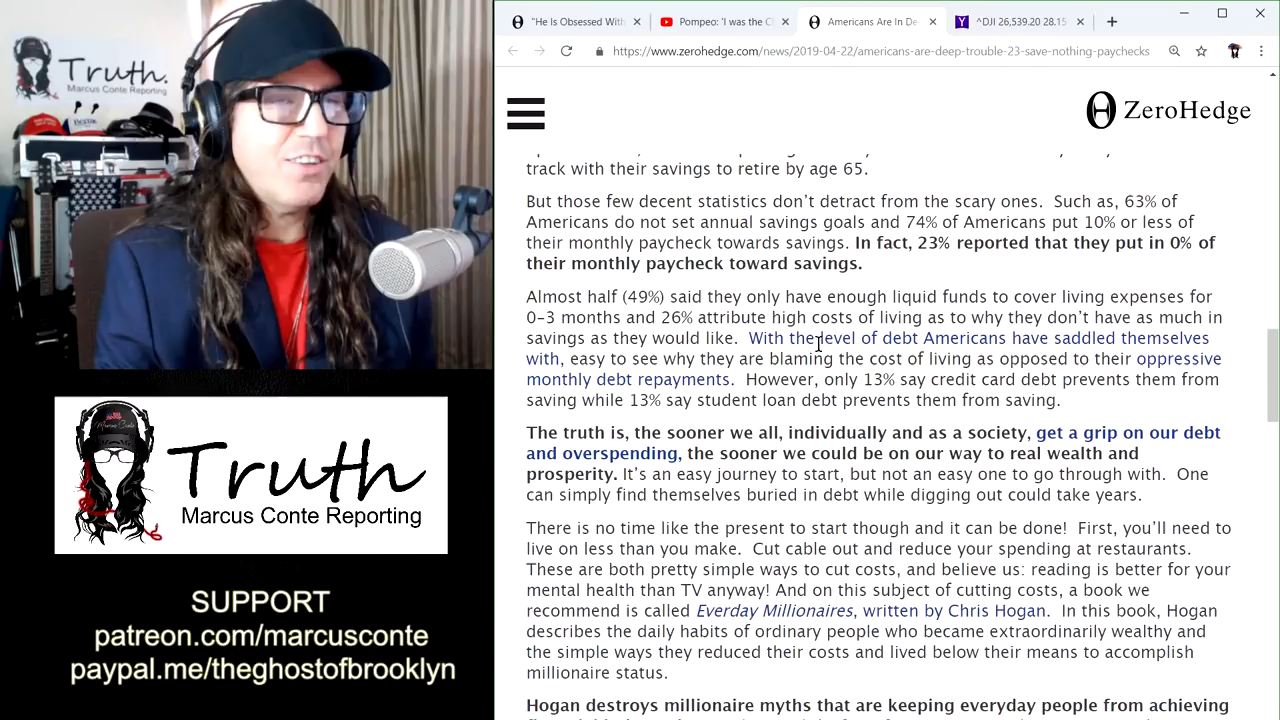 Truth.
Marcus Conte Reporting
Truth
Marcus Conte Reporting
SUPPORT
patreon.com/marcusconte
paypal.me/theghostofbrooklyn
"He Is Obsessed With
Pompeo: 'I was the C
Americans Are In De
^DJI 26,539.20 28.15
https://www.zerohedge.com/news/2019-04-22/americans-are-deep-trouble-23-save-nothing-paychecks
ZeroHedge
track with their savings to retire by age 65.
But those few decent statistics don't detract from the scary ones. Such as, 63% of
Americans do not set annual savings goals and 74% of Americans put 10% or less of
their monthly paycheck towards savings. In fact, 23% reported that they put in 0% of
their monthly paycheck toward savings.
Almost half (49%) said they only have enough liquid funds to cover living expenses for
0-3 months and 26% attribute high costs of living as to why they don't have as much in
savings as they would like. With the level of debt Americans have saddled themselves
with, easy to see why they are blaming the cost of living as opposed to their oppressive
monthly debt repayments. However, only 13% say credit card debt prevents them from
saving while 13% say student loan debt prevents them from saving.
The truth is, the sooner we all, individually and as a society, get a grip on our debt
and overspending, the sooner we could be on our way to real wealth and
prosperity. It's an easy journey to start, but not an easy one to go through with. One
can simply find themselves buried in debt while digging out could take years.
There is no time like the present to start though and it can be done! First, you'll need to
live on less than you make. Cut cable out and reduce your spending at restaurants.
These are both pretty simple ways to cut costs, and believe us: reading is better for your
mental health than TV anyway! And on this subject of cutting costs, a book we
recommend is called Everday Millionaires, written by Chris Hogan. In this book, Hogan
describes the daily habits of ordinary people who became extraordinarily wealthy and
the simple ways they reduced their costs and lived below their means to accomplish
millionaire status.
Hogan destroys millionaire myths that are keeping everyday people from achieving